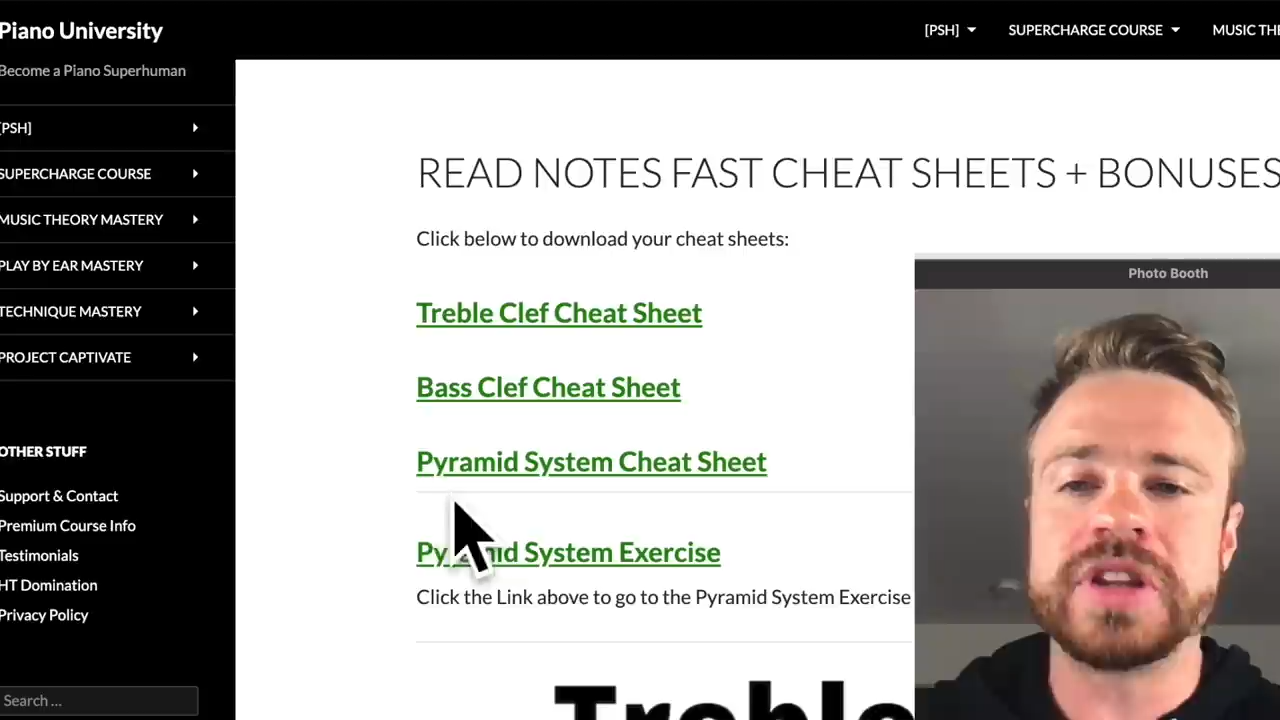 Piano University
[PSH]
SUPERCHARGE COURSE
MUSIC THE
Become a Piano Superhuman
[PSH]
SUPERCHARGE COURSE
MUSIC THEORY MASTERY
PLAY BY EAR MASTERY
TECHNIQUE MASTERY
PROJECT CAPTIVATE
OTHER STUFF
Support & Contact
Premium Course Info
Testimonials
HT Domination
Privacy Policy
Search ...
READ NOTES FAST CHEAT SHEETS + BONUSES
Click below to download your cheat sheets:
Treble Clef Cheat Sheet
Bass Clef Cheat Sheet
Pyramid System Cheat Sheet
Pyramid System Exercise
Click the Link above to go to the Pyramid System Exercise
Treble
Photo Booth